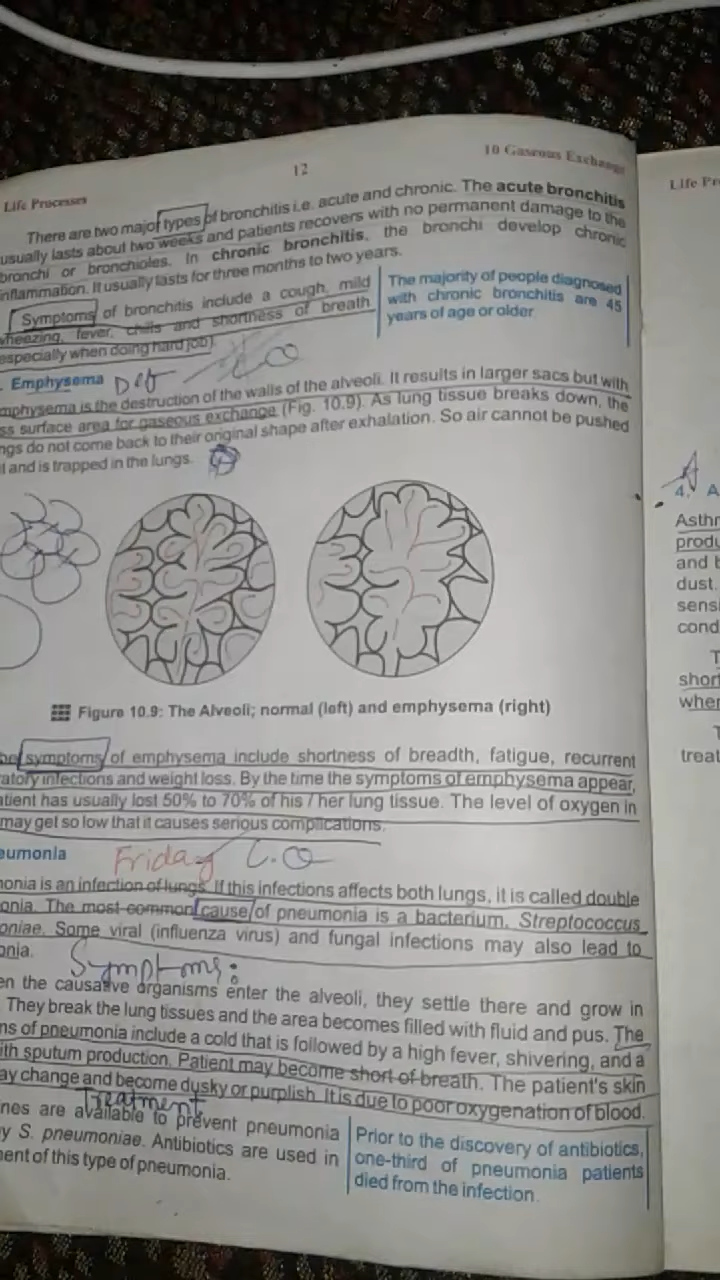 Life Processes
12
10 Gaseous Exchange
There are two major types of bronchitis i.e. acute and chronic. The acute bronchitis
usually lasts about two weeks and patients recovers with no permanent damage to the
bronchi or bronchioles. In chronic bronchitis, the bronchi develop chronic
inflammation. It usually lasts for three months to two years.
Symptoms of bronchitis include a cough, mild
wheezing, fever, chills and shortness of breath
especially when doing hard job).
The majority of people diagnosed
with chronic bronchitis are 45
years of age or older
Emphysema
mphysema is the destruction of the walls of the alveoli. It results in larger sacs but with
ss surface area for gaseous exchange (Fig. 10.9). As lung tissue breaks down, the
ngs do not come back to their original shape after exhalation. So air cannot be pushed
t and is trapped in the lungs.
Figure 10.9: The Alveoli; normal (left) and emphysema (right)
he symptoms of emphysema include shortness of breadth, fatigue, recurrent
ratory infections and weight loss. By the time the symptoms of emphysema appear,
atient has usually lost 50% to 70% of his / her lung tissue. The level of oxygen in
may get so low that it causes serious complications.
eumonia Friday L.Q
onia is an infection of lungs. If this infections affects both lungs, it is called double
onia. The most common cause of pneumonia is a bacterium, Streptococcus
oniae. Some viral (influenza virus) and fungal infections may also lead to
onia.
Symptoms:
en the causative organisms enter the alveoli, they settle there and grow in
They break the lung tissues and the area becomes filled with fluid and pus. The
ns of pneumonia include a cold that is followed by a high fever, shivering, and a
ith sputum production. Patient may become short of breath. The patient's skin
ay change and become dusky or purplish. It is due to poor oxygenation of blood.
Treatment
ines are available to prevent pneumonia
y S. pneumoniae. Antibiotics are used in
ment of this type of pneumonia.
Prior to the discovery of antibiotics,
one-third of pneumonia patients
died from the infection.
Life Pr
4. A
Asthm
produ
and b
dust.
sensi
cond
T
short
when
T
treat